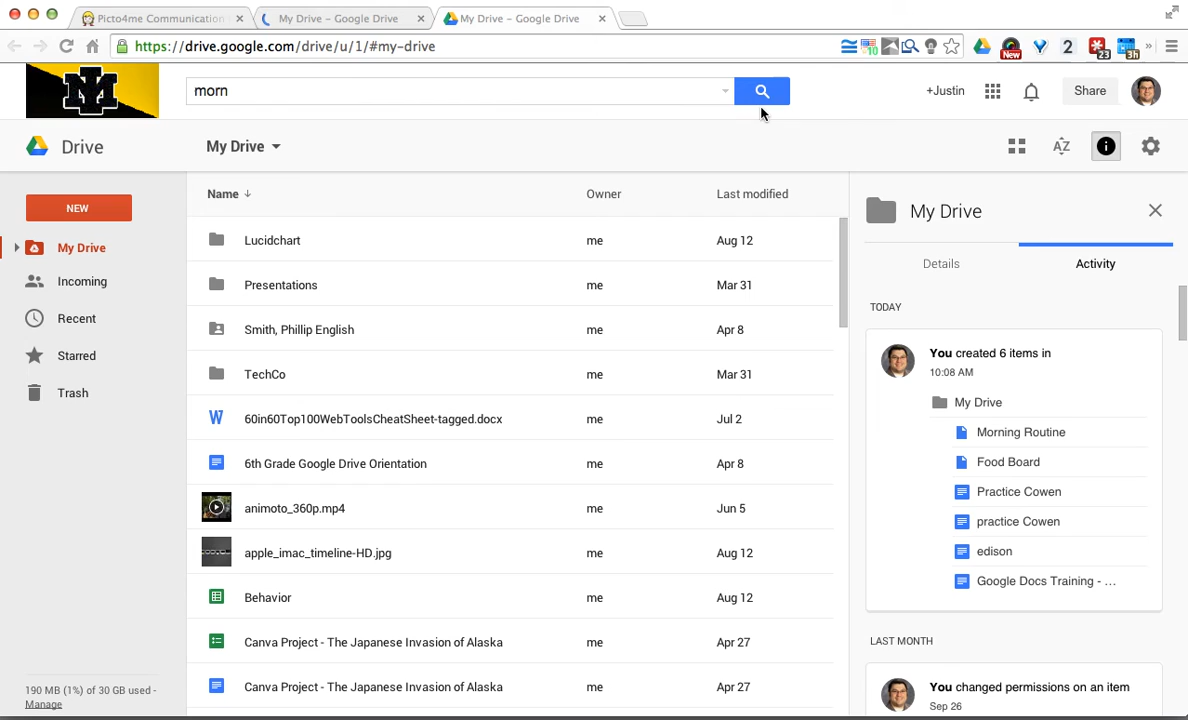 Picto4me Communication
My Drive – Google Drive
My Drive – Google Drive
https://drive.google.com/drive/u/1/#my-drive
10
New
2
23
3h
»
M
morn
+Justin
Share
Drive
My Drive
AZ
NEW
Name ↓ Owner Last modified
My Drive
My Drive
Lucidchart me Aug 12
Incoming
Details Activity
Presentations me Mar 31
Recent
TODAY
Smith, Phillip English me Apr 8
Starred
You created 6 items in
10:08 AM
TechCo me Mar 31
Trash
My Drive
60in60Top100WebToolsCheatSheet-tagged.docx me Jul 2
Morning Routine
6th Grade Google Drive Orientation me Apr 8
Food Board
animoto_360p.mp4 me Jun 5
Practice Cowen
practice Cowen
apple_imac_timeline-HD.jpg me Aug 12
edison
Behavior me Aug 12
Google Docs Training - ...
Canva Project - The Japanese Invasion of Alaska me Apr 27
LAST MONTH
Canva Project - The Japanese Invasion of Alaska me Apr 27
You changed permissions on an item
Sep 26
190 MB (1%) of 30 GB used -
Manage